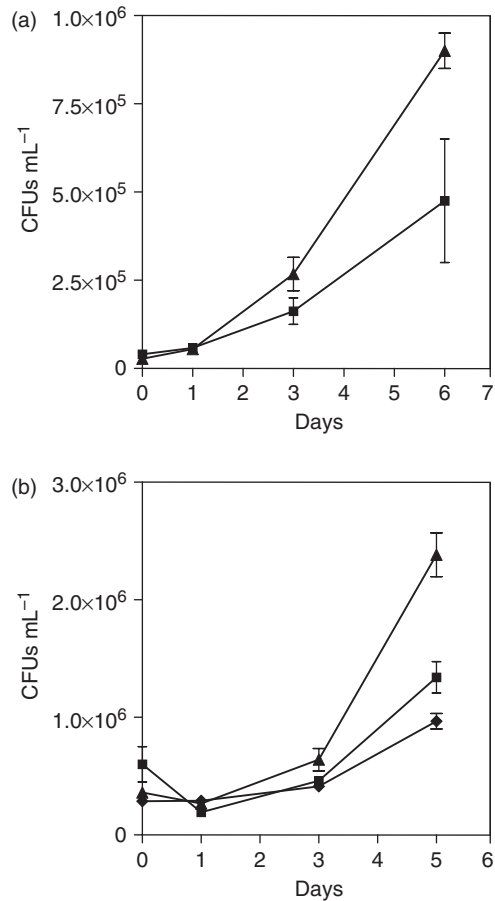 (a)
CFUs mL⁻¹
1.0×10⁶
7.5×10⁵
5.0×10⁵
2.5×10⁵
0
0 1 2 3 4 5 6 7
Days
(b)
CFUs mL⁻¹
3.0×10⁶
2.0×10⁶
1.0×10⁶
0
0 1 2 3 4 5 6
Days